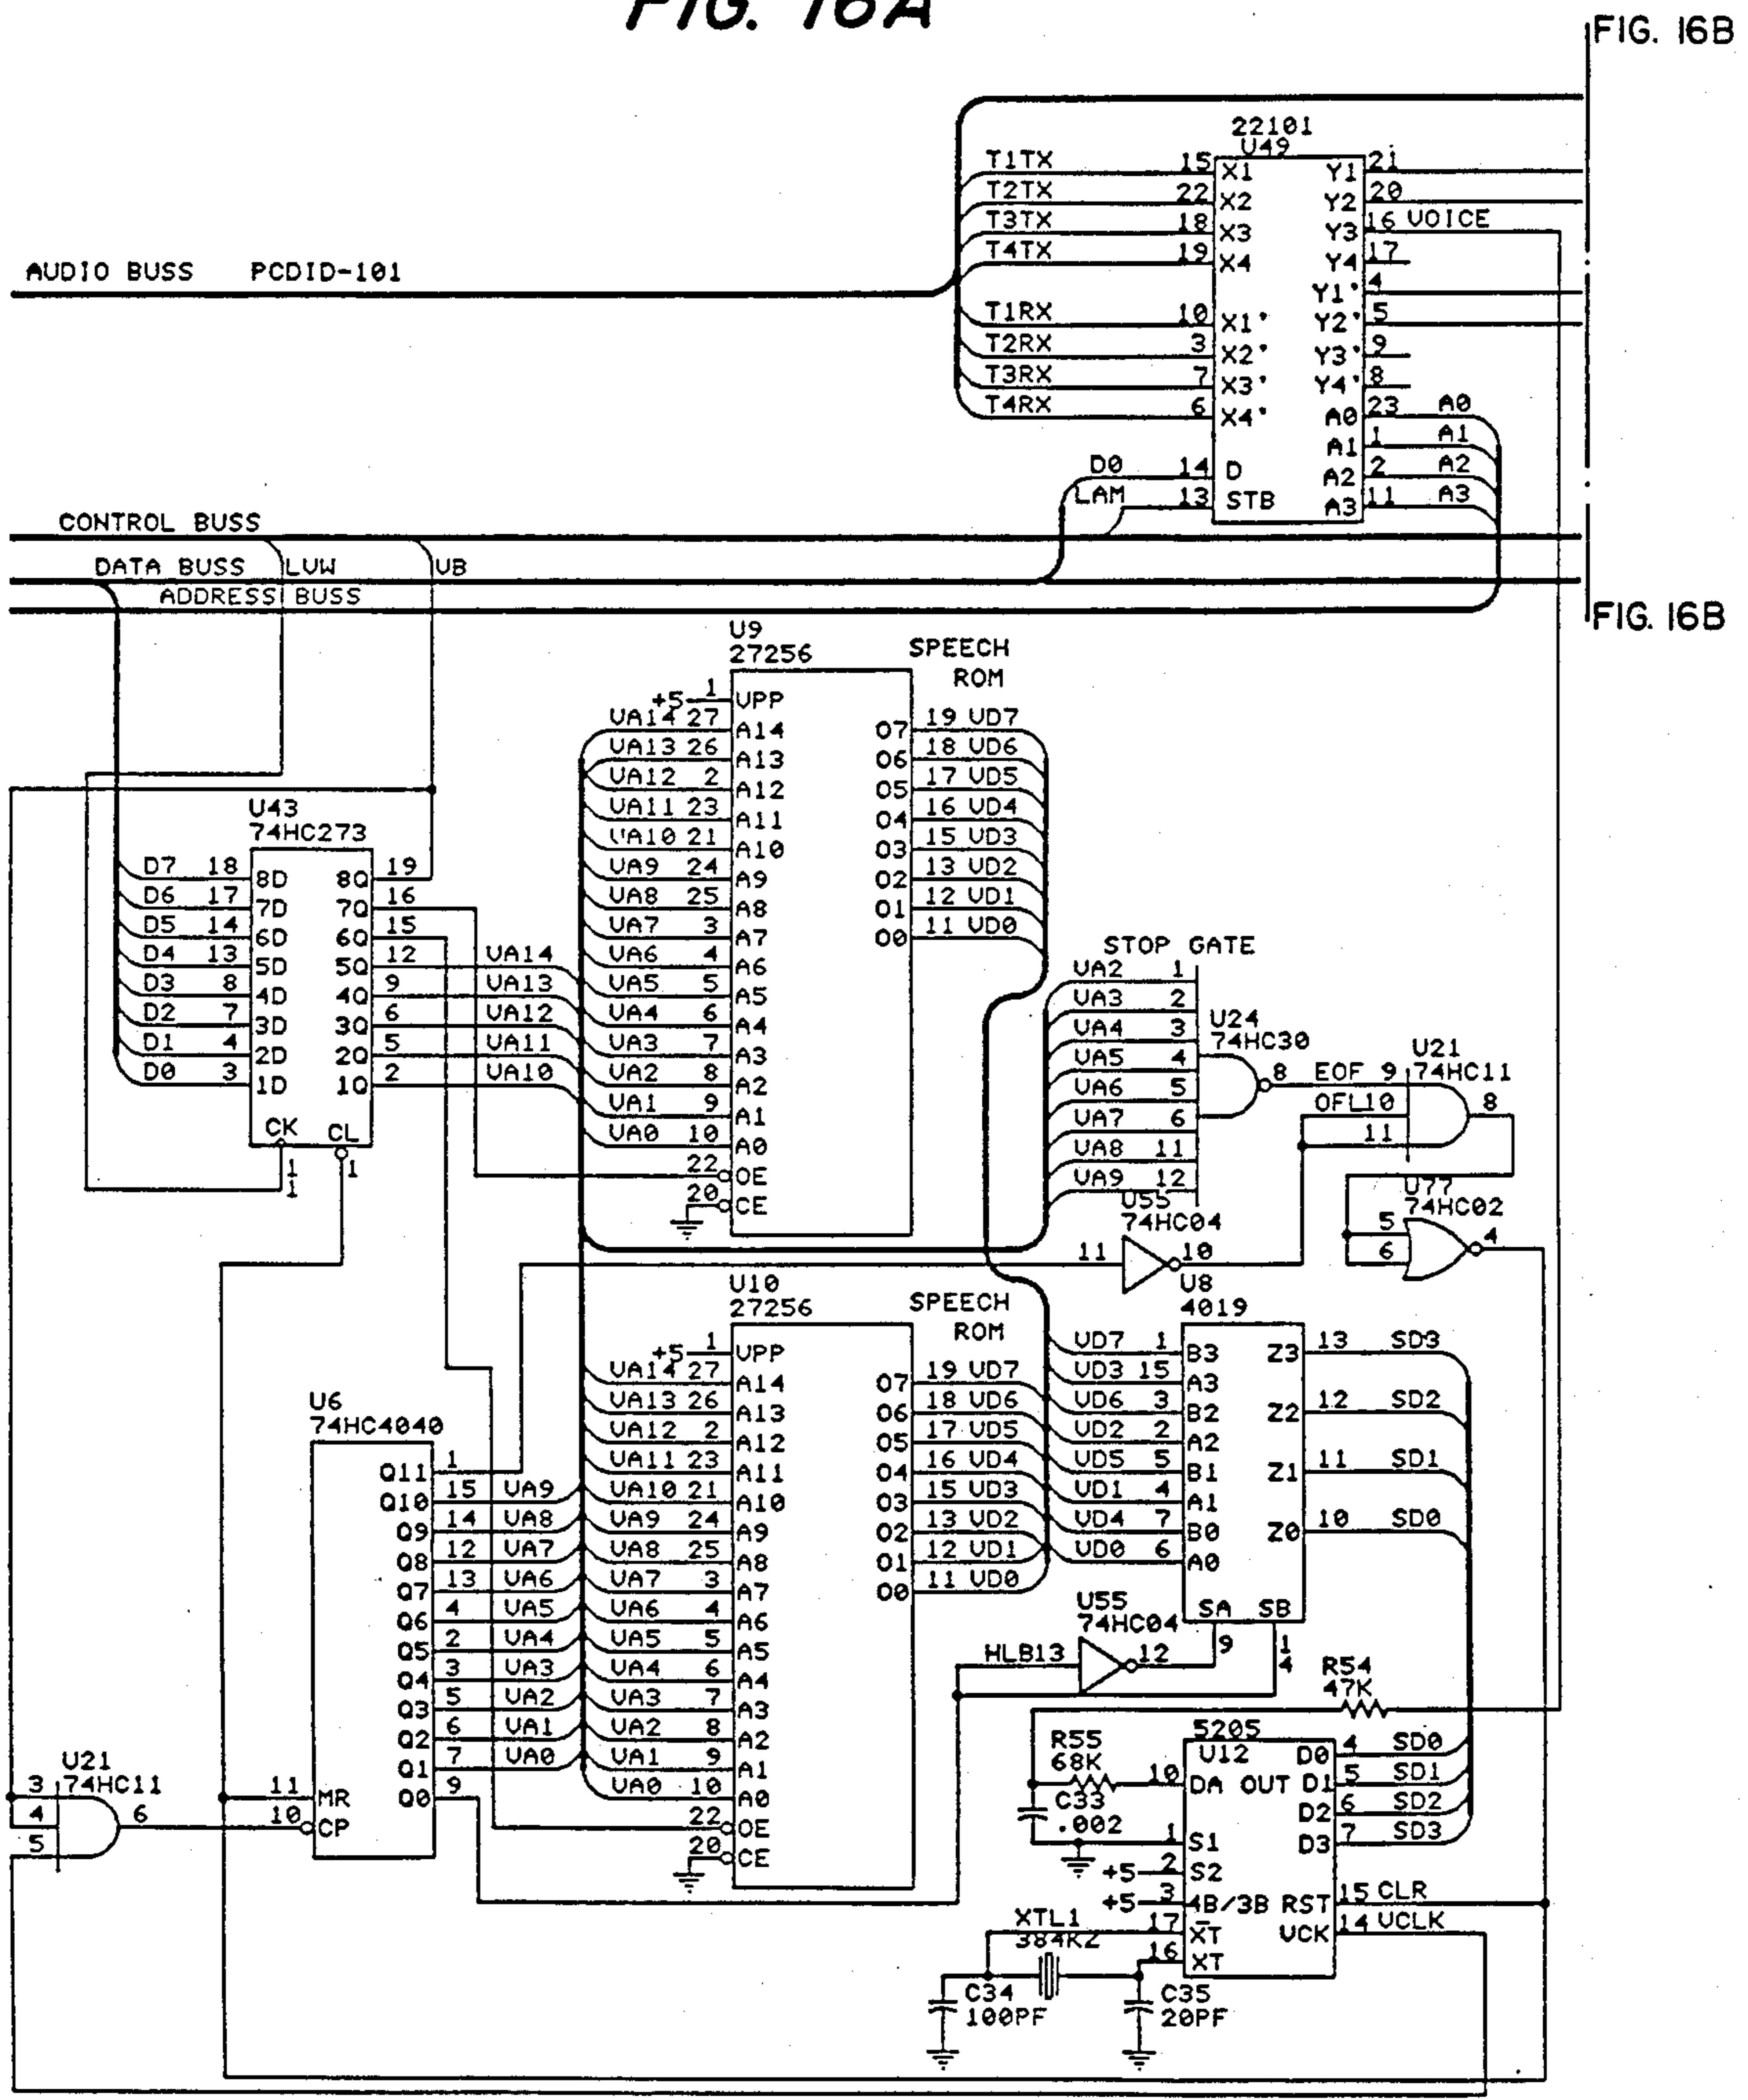 FIG. 16A
FIG. 16B
22101
U49
T1TX 15 X1 Y1 21
T2TX 22 X2 Y2 20
T3TX 18 X3 Y3 16 VOICE
T4TX 19 X4 Y4 17
AUDIO BUSS PCDID-101
Y1' 4
T1RX 10 X1' Y2' 5
T2RX 3 X2' Y3' 9
T3RX 7 X3' Y4' 8
T4RX 6 X4' A0 23 A0
A1 1 A1
D0 14 D A2 2 A2
LAM 13 STB A3 11 A3
CONTROL BUSS
DATA BUSS LVW VB
ADDRESS BUSS
FIG. 16B
U9
27256
SPEECH
ROM
+5 1 VPP
VA14 27 A14 O7 19 VD7
VA13 26 A13 O6 18 VD6
VA12 2 A12 O5 17 VD5
VA11 23 A11 O4 16 VD4
VA10 21 A10 O3 15 VD3
VA9 24 A9 O2 13 VD2
VA8 25 A8 O1 12 VD1
VA7 3 A7 O0 11 VD0
VA6 4 A6
VA5 5 A5
VA4 6 A4
VA3 7 A3
VA2 8 A2
VA1 9 A1
VA0 10 A0
22 OE
20 CE
U43
74HC273
D7 18 8D 8Q 19
D6 17 7D 7Q 16
D5 14 6D 6Q 15
D4 13 5D 5Q 12 VA14
D3 8 4D 4Q 9 VA13
D2 7 3D 3Q 6 VA12
D1 4 2D 2Q 5 VA11
D0 3 1D 1Q 2 VA10
CK CL
1 1
1
STOP GATE
VA2 1
VA3 2
VA4 3
VA5 4
VA6 5
VA7 6
VA8 11
VA9 12
U24
74HC30
8 EOF 9
OFL10
11
U21
74HC11
8
U55
74HC04
11 10
U77
74HC02
5
6
4
U10
27256
SPEECH
ROM
+5 1 VPP
VA14 27 A14 O7 19 VD7
VA13 26 A13 O6 18 VD6
VA12 2 A12 O5 17 VD5
VA11 23 A11 O4 16 VD4
VA10 21 A10 O3 15 VD3
VA9 24 A9 O2 13 VD2
VA8 25 A8 O1 12 VD1
VA7 3 A7 O0 11 VD0
VA6 4 A6
VA5 5 A5
VA4 6 A4
VA3 7 A3
VA2 8 A2
VA1 9 A1
VA0 10 A0
22 OE
20 CE
U8
4019
VD7 1 B3 Z3 13 SD3
VD3 15 A3
VD6 3 B2 Z2 12 SD2
VD2 2 A2
VD5 5 B1 Z1 11 SD1
VD1 4 A1
VD4 7 B0 Z0 10 SD0
VD0 6 A0
SA SB
9 1
4
U55
74HC04
HLB13 12
U6
74HC4040
Q11 1
Q10 15 VA9
Q9 14 VA8
Q8 12 VA7
Q7 13 VA6
Q6 4 VA5
Q5 2 VA4
Q4 3 VA3
Q3 5 VA2
Q2 6 VA1
Q1 7 VA0
Q0 9
11 MR
10 CP
U21
74HC11
3
4
5
6
R54
47K
R55
68K
C33
.002
5205
U12
10 DA OUT
D0 4 SD0
D1 5 SD1
D2 6 SD2
D3 7 SD3
1 S1
+5 2 S2
+5 3 4B/3B RST 15 CLR
17 XT VCK 14 VCLK
16 XT
XTL1
384KZ
C34
100PF
C35
20PF